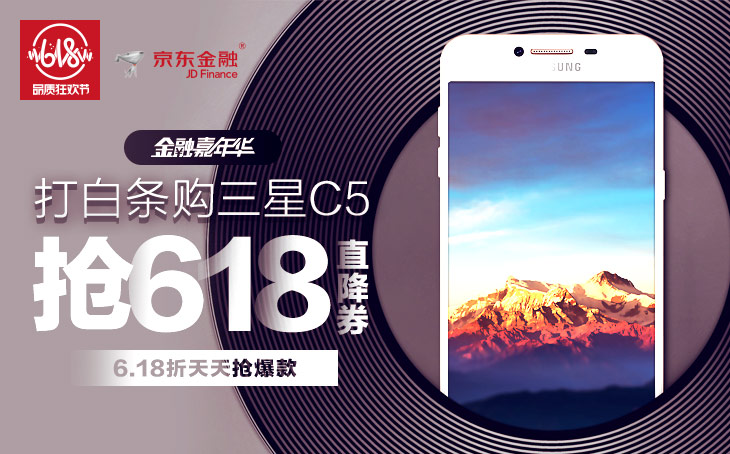 618
品质狂欢节
京东金融®
JD Finance
金融嘉年华
打白条购三星C5
抢618直降券
6.18折天天抢爆款
SUNG